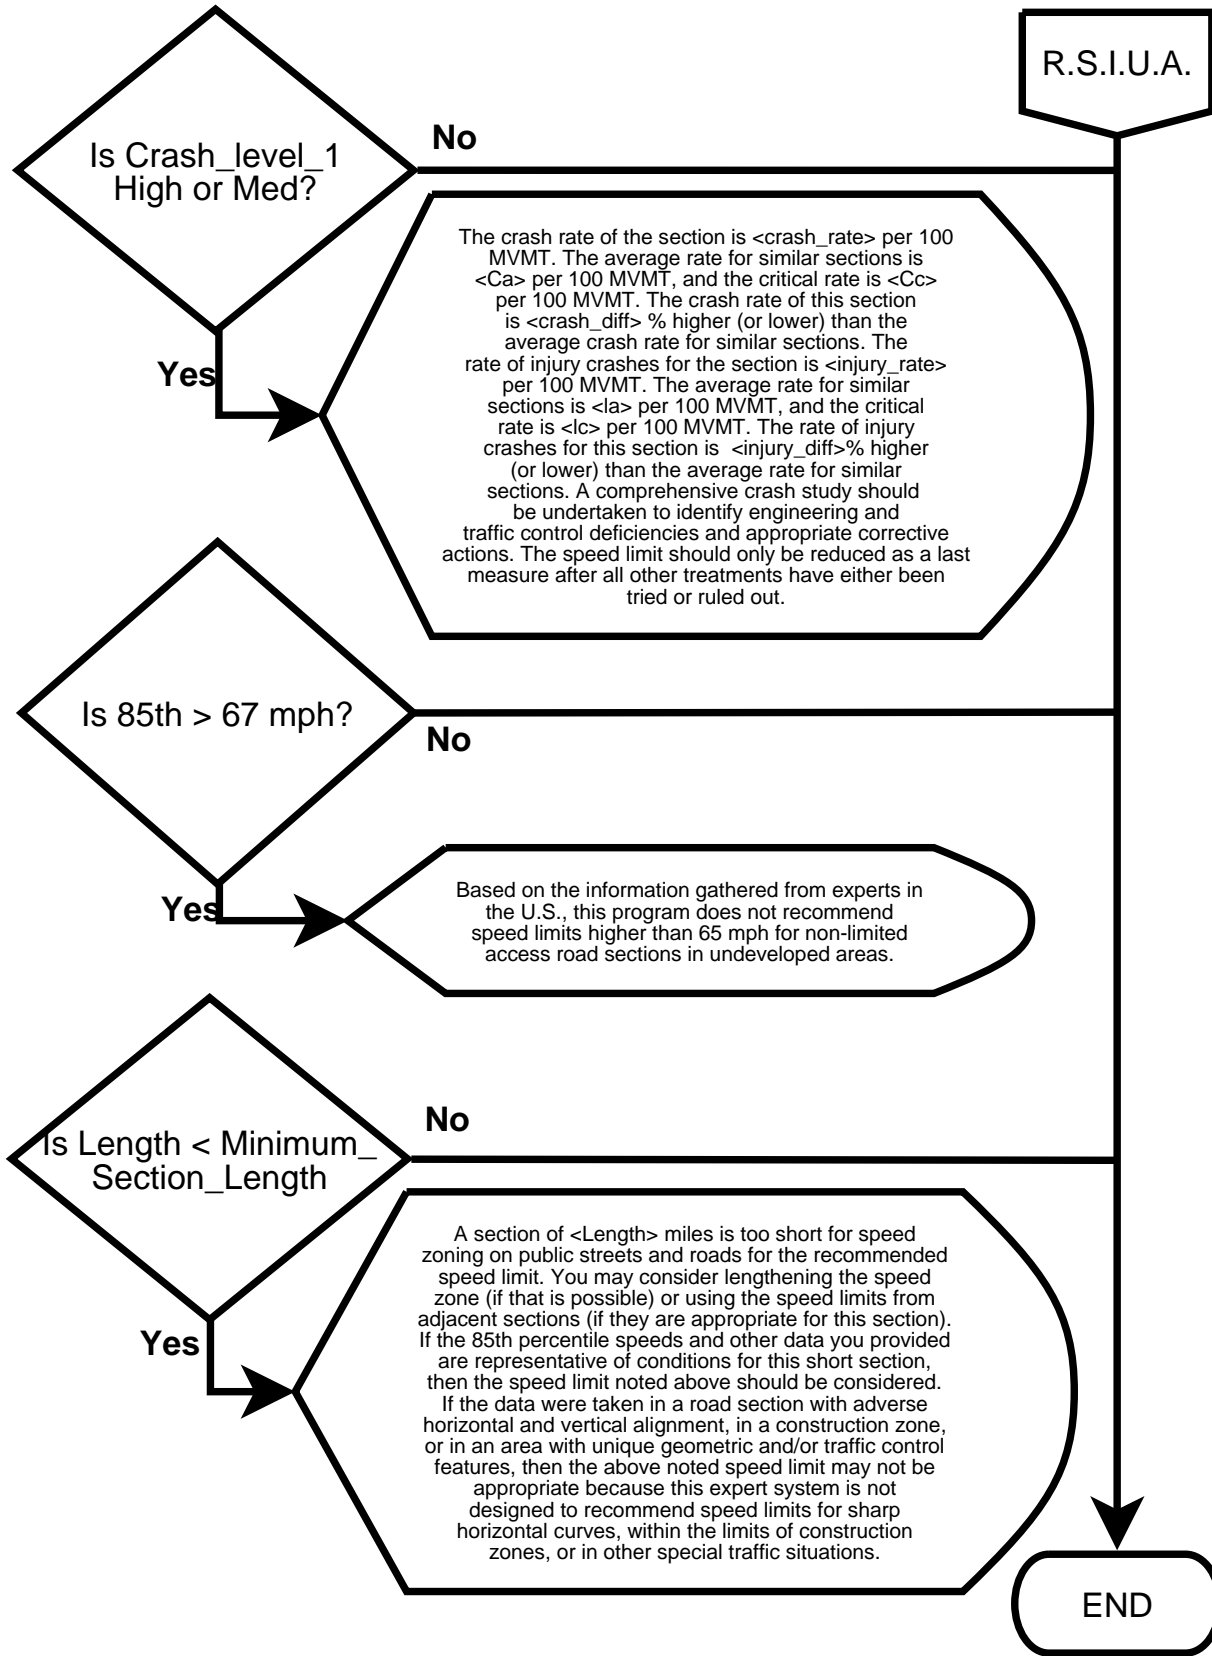 R.S.I.U.A.
Is Crash_level_1
High or Med?
No
Yes
The crash rate of the section is <crash_rate> per 100
MVMT. The average rate for similar sections is
<Ca> per 100 MVMT, and the critical rate is <Cc>
per 100 MVMT. The crash rate of this section
is <crash_diff> % higher (or lower) than the
average crash rate for similar sections. The
rate of injury crashes for the section is <injury_rate>
per 100 MVMT. The average rate for similar
sections is <Ia> per 100 MVMT, and the critical
rate is <Ic> per 100 MVMT. The rate of injury
crashes for this section is  <injury_diff>% higher
(or lower) than the average rate for similar
sections. A comprehensive crash study should
be undertaken to identify engineering and
traffic control deficiencies and appropriate corrective
actions. The speed limit should only be reduced as a last
measure after all other treatments have either been
tried or ruled out.
Is 85th > 67 mph?
No
Yes
Based on the information gathered from experts in
the U.S., this program does not recommend
speed limits higher than 65 mph for non-limited
access road sections in undeveloped areas.
Is Length < Minimum_
Section_Length
No
Yes
A section of <Length> miles is too short for speed
zoning on public streets and roads for the recommended
speed limit. You may consider lengthening the speed
zone (if that is possible) or using the speed limits from
adjacent sections (if they are appropriate for this section).
If the 85th percentile speeds and other data you provided
are representative of conditions for this short section,
then the speed limit noted above should be considered.
If the data were taken in a road section with adverse
horizontal and vertical alignment, in a construction zone,
or in an area with unique geometric and/or traffic control
features, then the above noted speed limit may not be
appropriate because this expert system is not
designed to recommend speed limits for sharp
horizontal curves, within the limits of construction
zones, or in other special traffic situations.
END